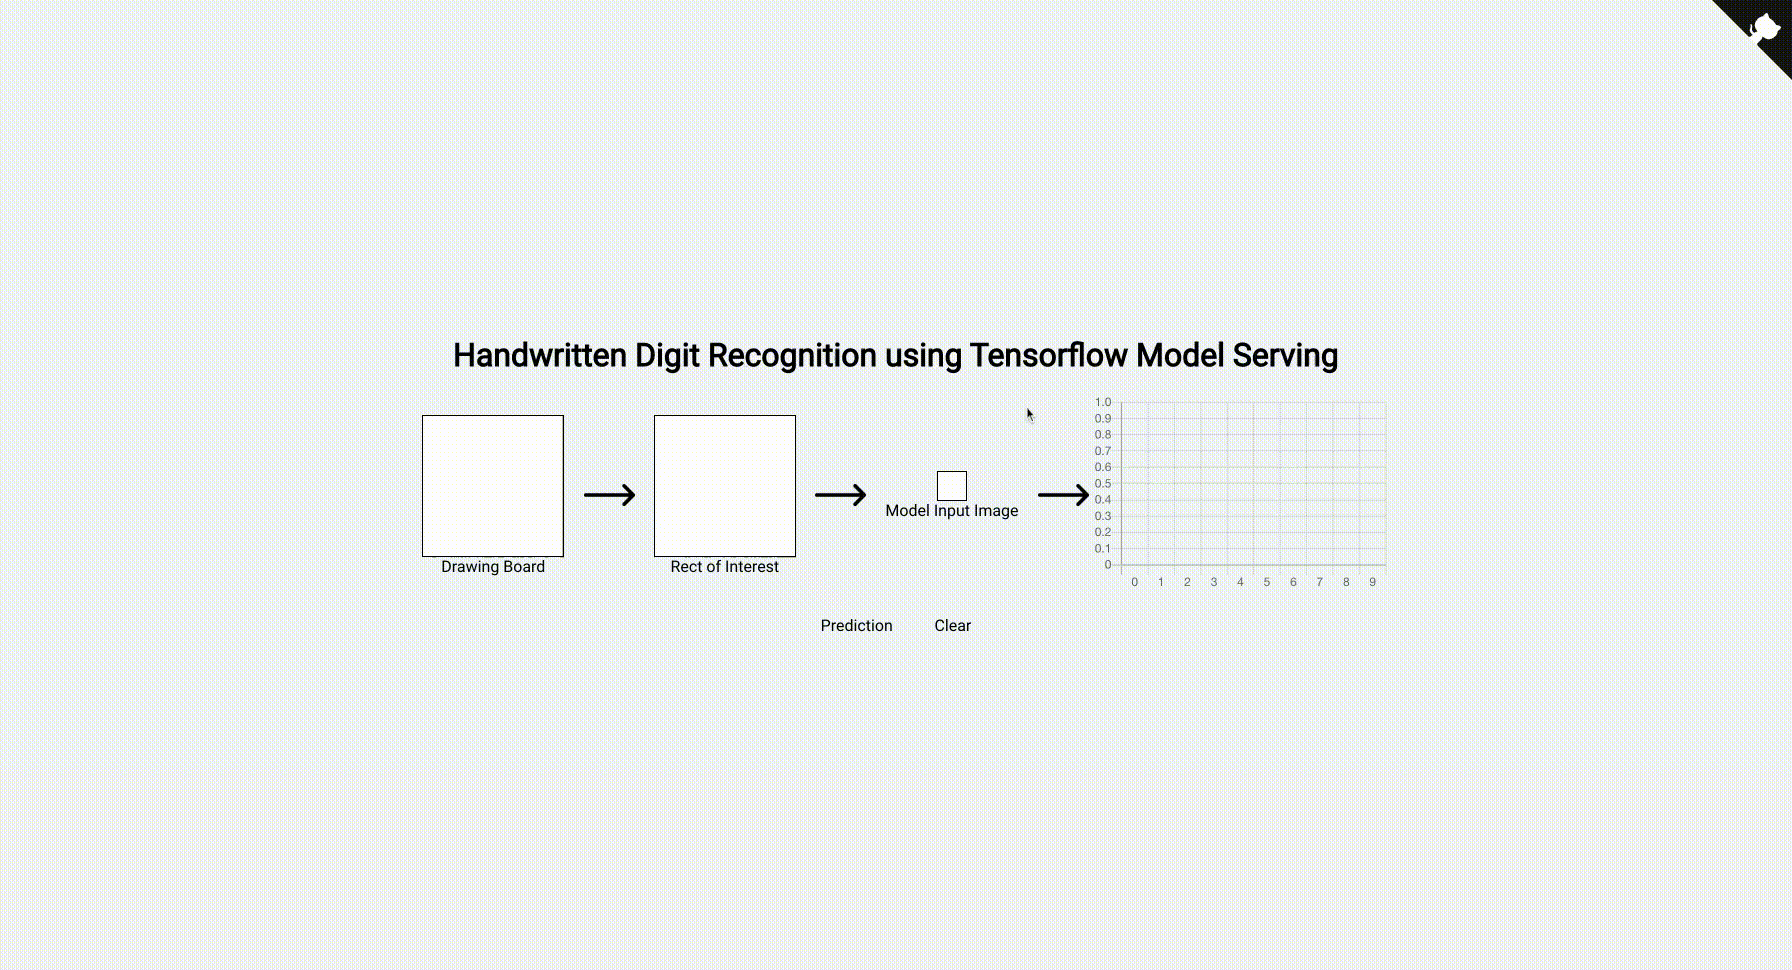 Handwritten Digit Recognition using Tensorflow Model Serving
1.0
0.9
0.8
0.7
0.6
0.5
0.4
0.3
0.2
0.1
0
0 1 2 3 4 5 6 7 8 9
Model Input Image
Drawing Board
Rect of Interest
Prediction
Clear